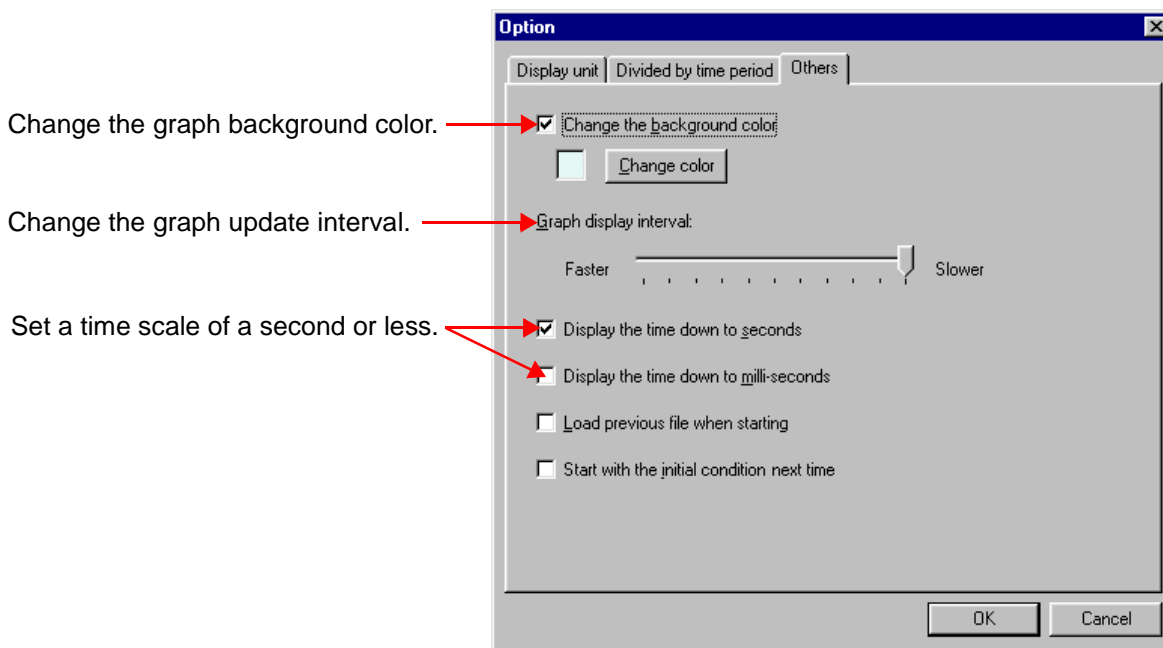 Option
Display unit Divided by time period Others
Change the graph background color.
Change the background color
Change color
Change the graph update interval.
Graph display interval:
Faster Slower
Set a time scale of a second or less.
Display the time down to seconds
Display the time down to milli-seconds
Load previous file when starting
Start with the initial condition next time
OK Cancel